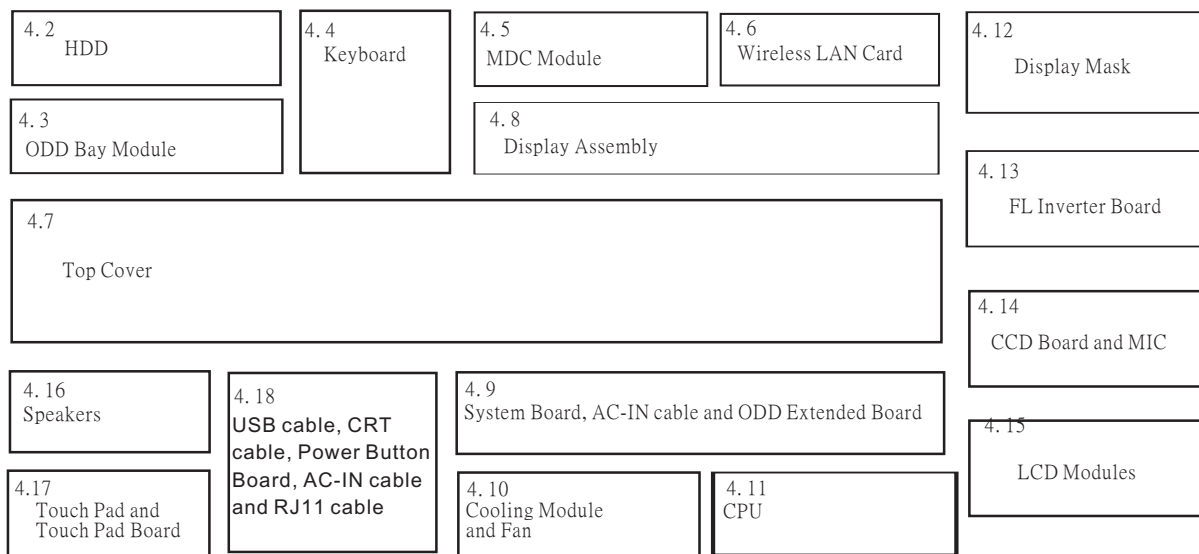 4.2
HDD
4.3
ODD Bay Module
4.4
Keyboard
4.5
MDC Module
4.6
Wireless LAN Card
4.8
Display Assembly
4.12
Display Mask
4.13
FL Inverter Board
4.7
Top Cover
4.14
CCD Board and MIC
4.16
Speakers
4.17
Touch Pad and
Touch Pad Board
4.18
USB cable, CRT
cable, Power Button
Board, AC-IN cable
and RJ11 cable
4.9
System Board, AC-IN cable and ODD Extended Board
4.10
Cooling Module
and Fan
4.11
CPU
4.15
LCD Modules